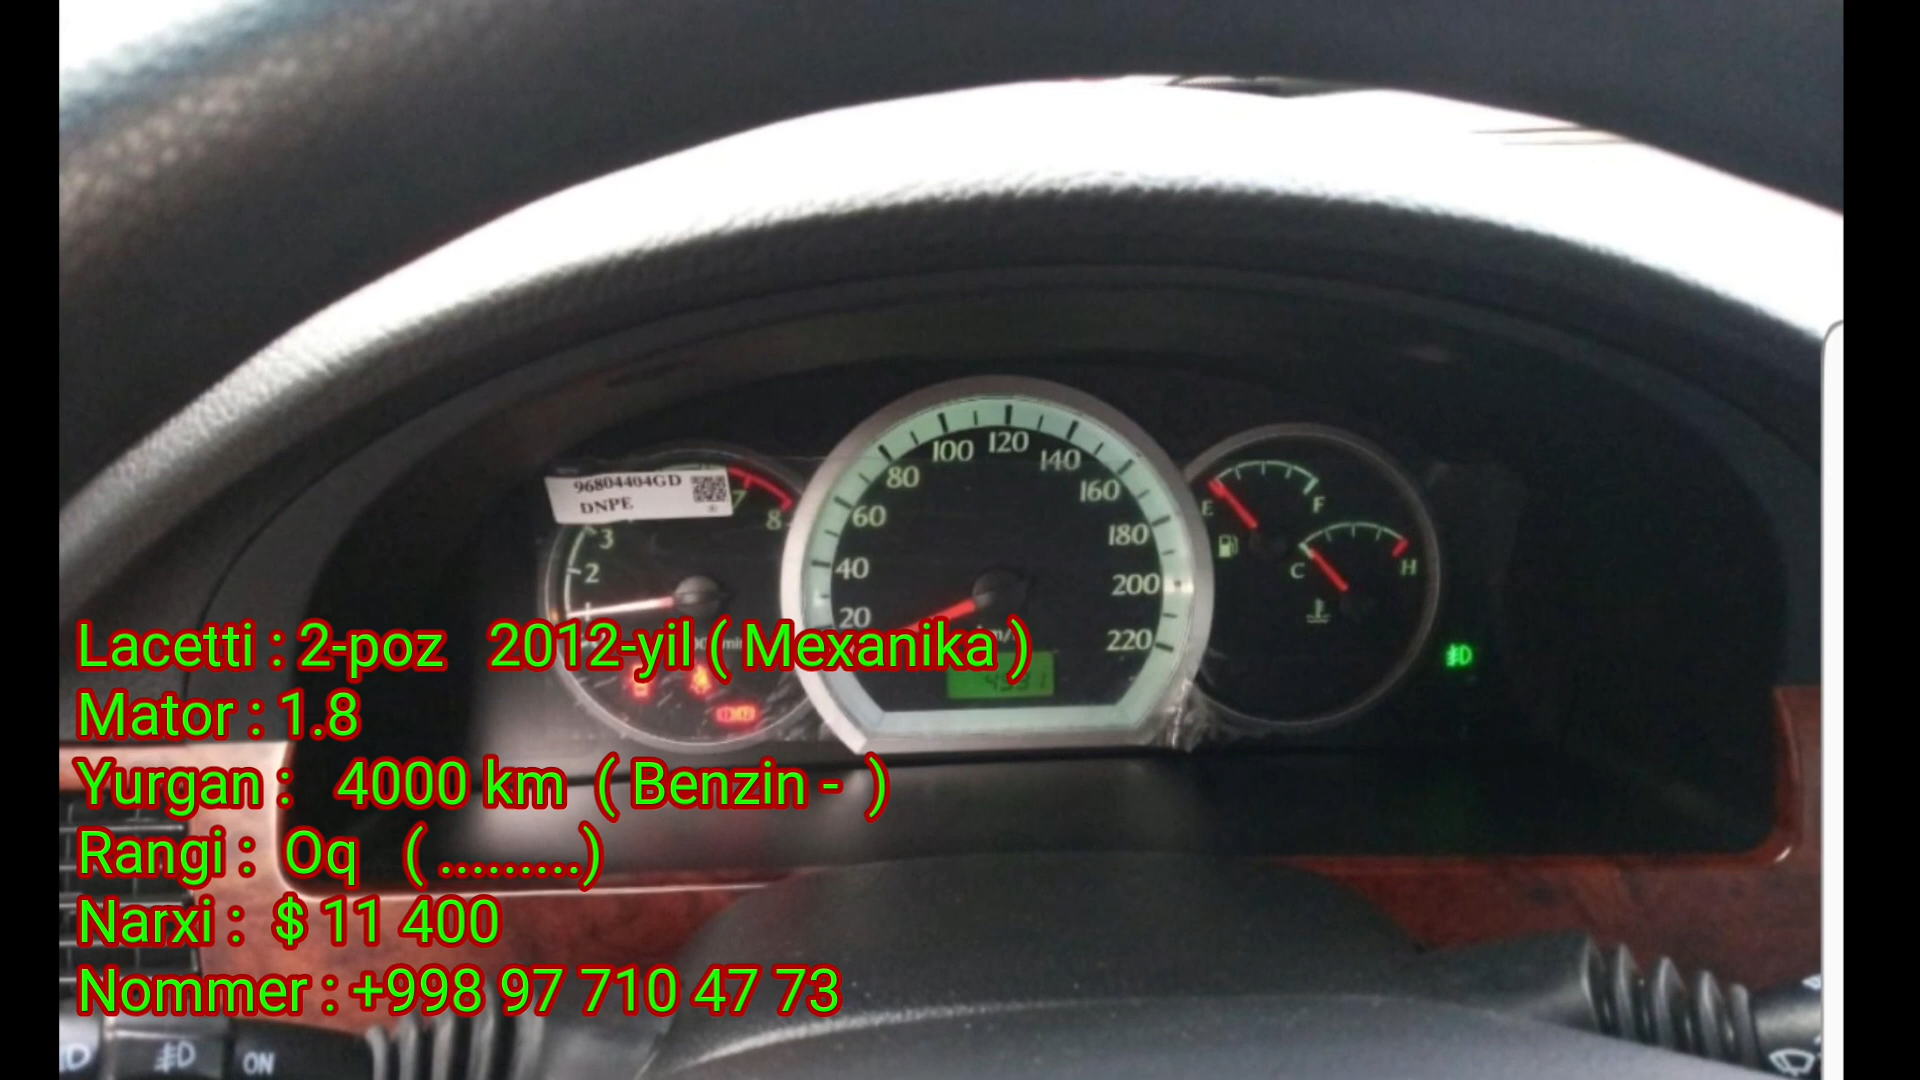 96804404GD
DNPE
7
8
3
2
1
100
120
80
140
60
160
180
40
200
20
220
E
F
C
H
Lacetti : 2-poz 2012-yil ( Mexanika )
Mator : 1.8
Yurgan : 4000 km ( Benzin - )
Rangi : Oq ( .........)
Narxi : $ 11 400
Nommer : +998 97 710 47 73
ON